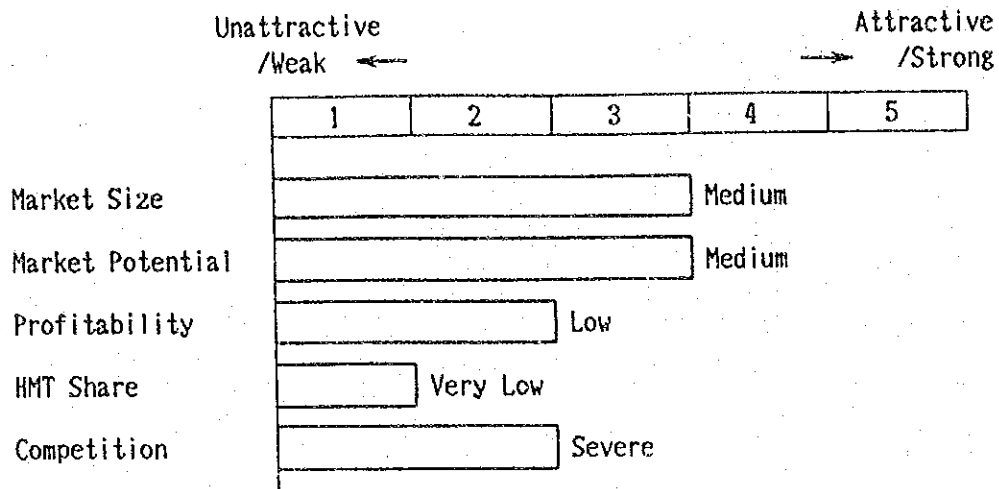 Unattractive
/Weak ←
Attractive
→ /Strong
1 2 3 4 5
Market Size Medium
Market Potential Medium
Profitability Low
HMT Share Very Low
Competition Severe